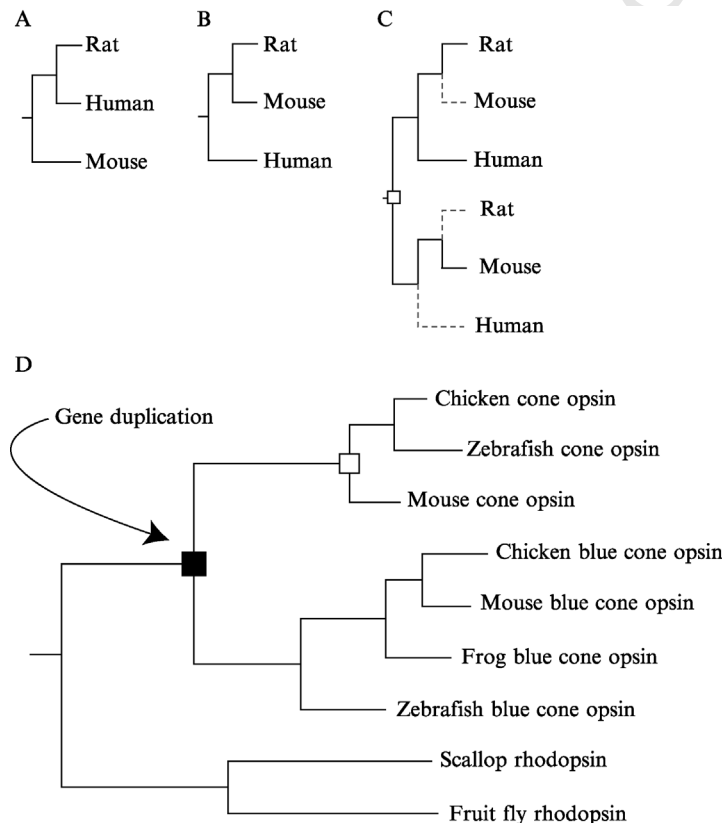 A
Rat
Human
Mouse
B
Rat
Mouse
Human
C
Rat
Mouse
Human
Rat
Mouse
Human
D
Gene duplication
Chicken cone opsin
Zebrafish cone opsin
Mouse cone opsin
Chicken blue cone opsin
Mouse blue cone opsin
Frog blue cone opsin
Zebrafish blue cone opsin
Scallop rhodopsin
Fruit fly rhodopsin